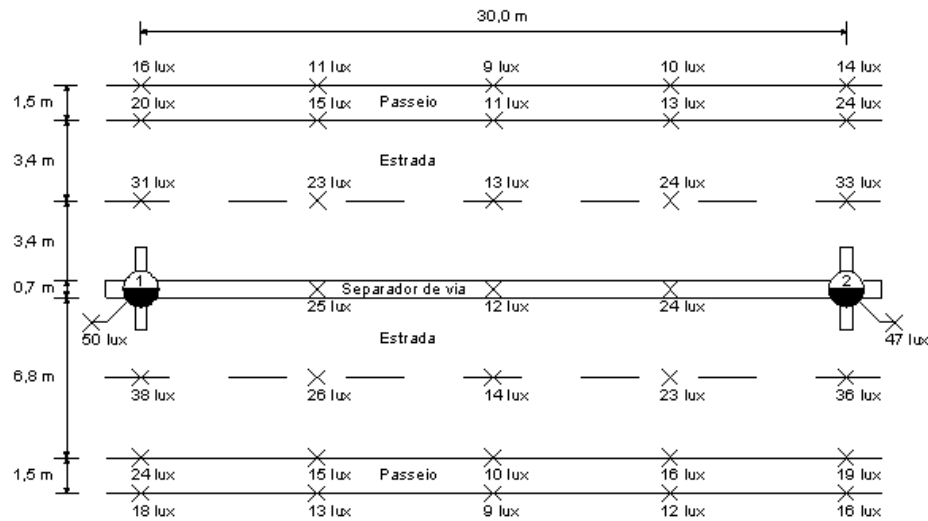 30,0 m
16 lux 11 lux 9 lux 10 lux 14 lux
1,5 m 20 lux 15 lux Passeio 11 lux 13 lux 24 lux
3,4 m Estrada
31 lux 23 lux 13 lux 24 lux 33 lux
3,4 m
0,7 m 1 Separador de via 2
25 lux 12 lux 24 lux
50 lux Estrada 47 lux
6,8 m
38 lux 26 lux 14 lux 23 lux 36 lux
1,5 m 24 lux 15 lux Passeio 10 lux 16 lux 19 lux
18 lux 13 lux 9 lux 12 lux 16 lux